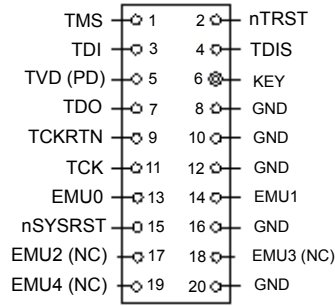 TMS 1 2 nTRST
TDI 3 4 TDIS
TVD (PD) 5 6 KEY
TDO 7 8 GND
TCKRTN 9 10 GND
TCK 11 12 GND
EMU0 13 14 EMU1
nSYSRST 15 16 GND
EMU2 (NC) 17 18 EMU3 (NC)
EMU4 (NC) 19 20 GND